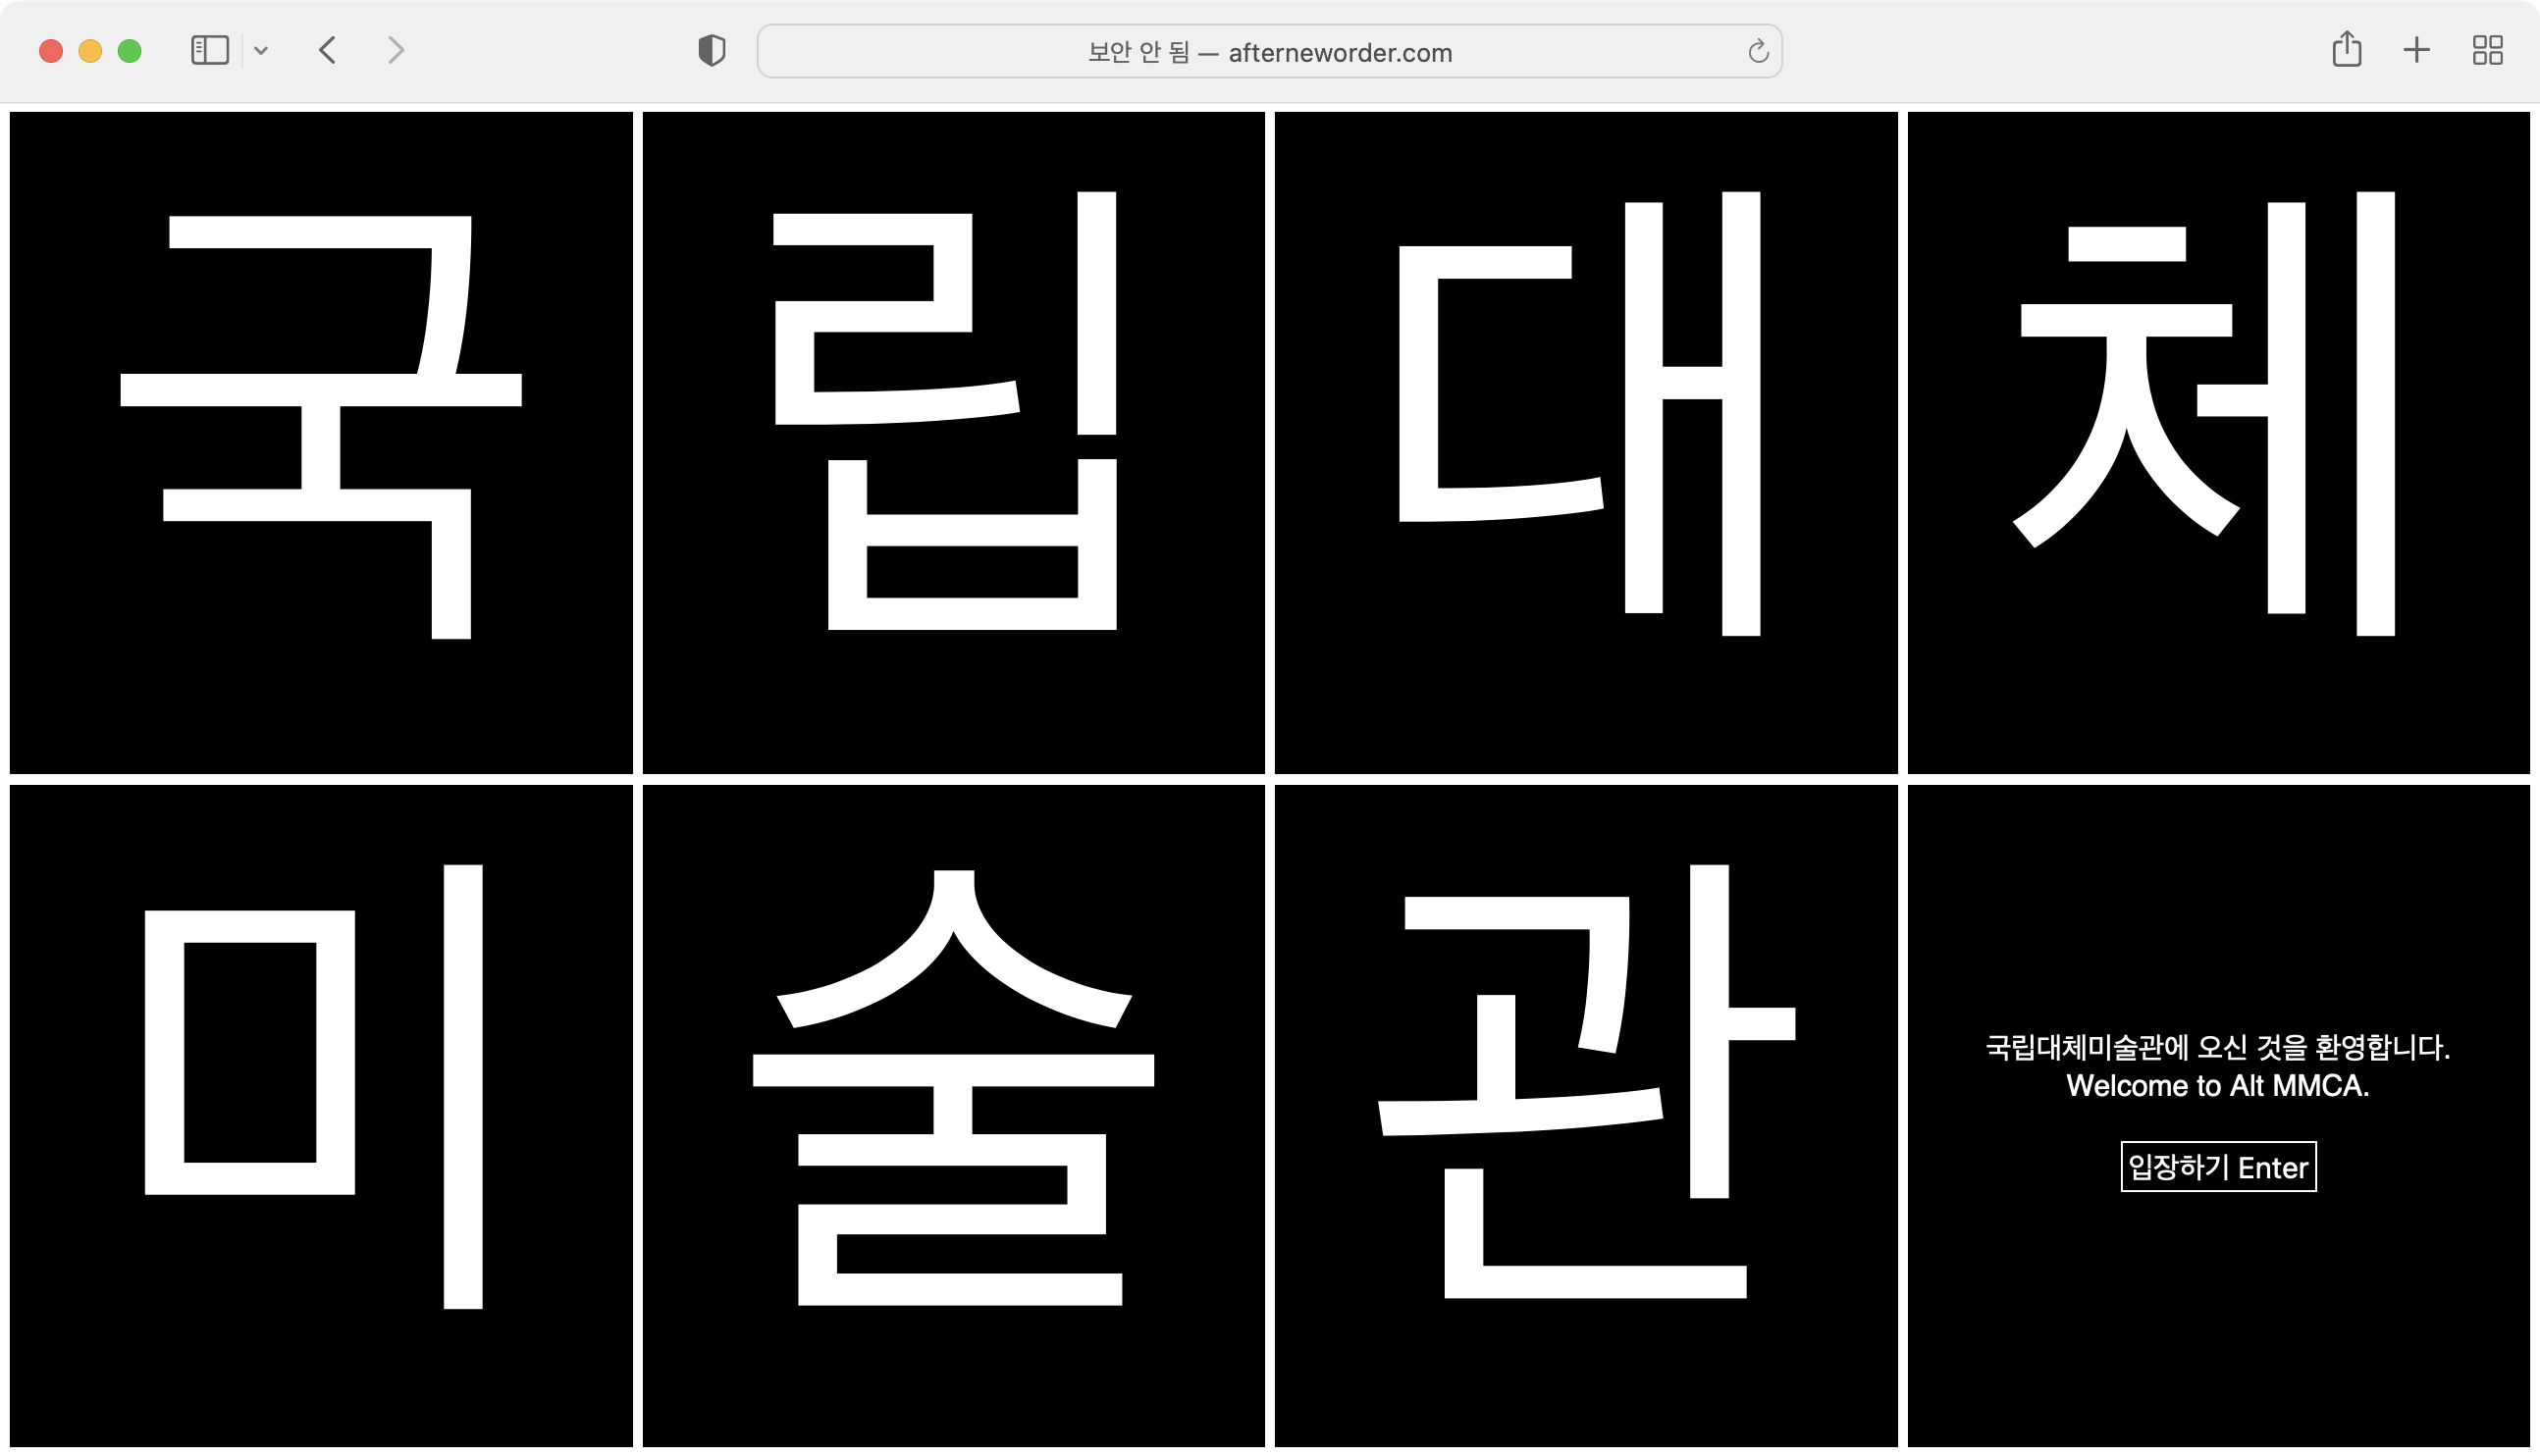 보안 안 됨 — afterneworder.com
국립대체
미술관
국립대체미술관에 오신 것을 환영합니다.
Welcome to Alt MMCA.
입장하기 Enter